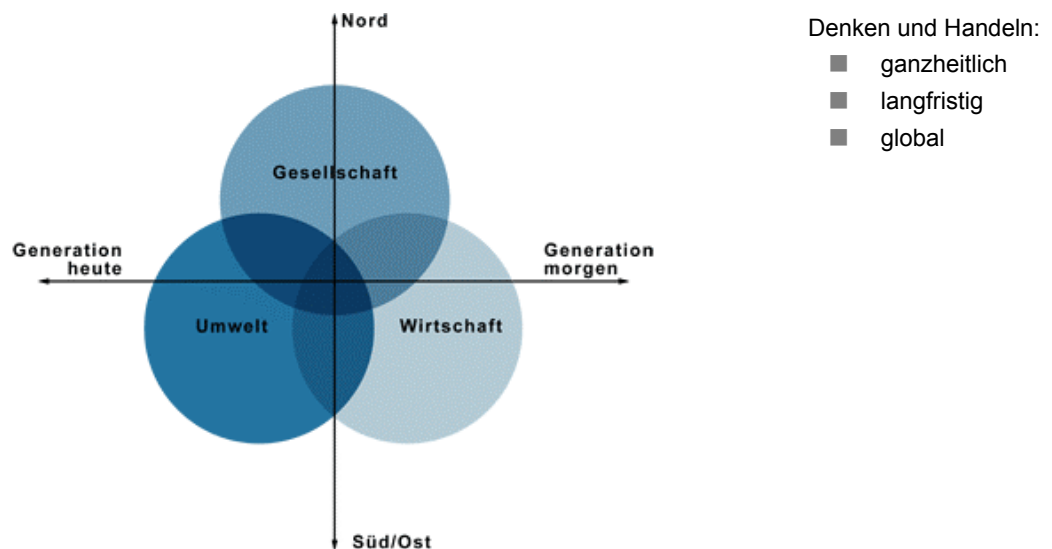 Nord
Gesellschaft
Generation
heute
Generation
morgen
Umwelt
Wirtschaft
Süd/Ost
Denken und Handeln:
ganzheitlich
langfristig
global